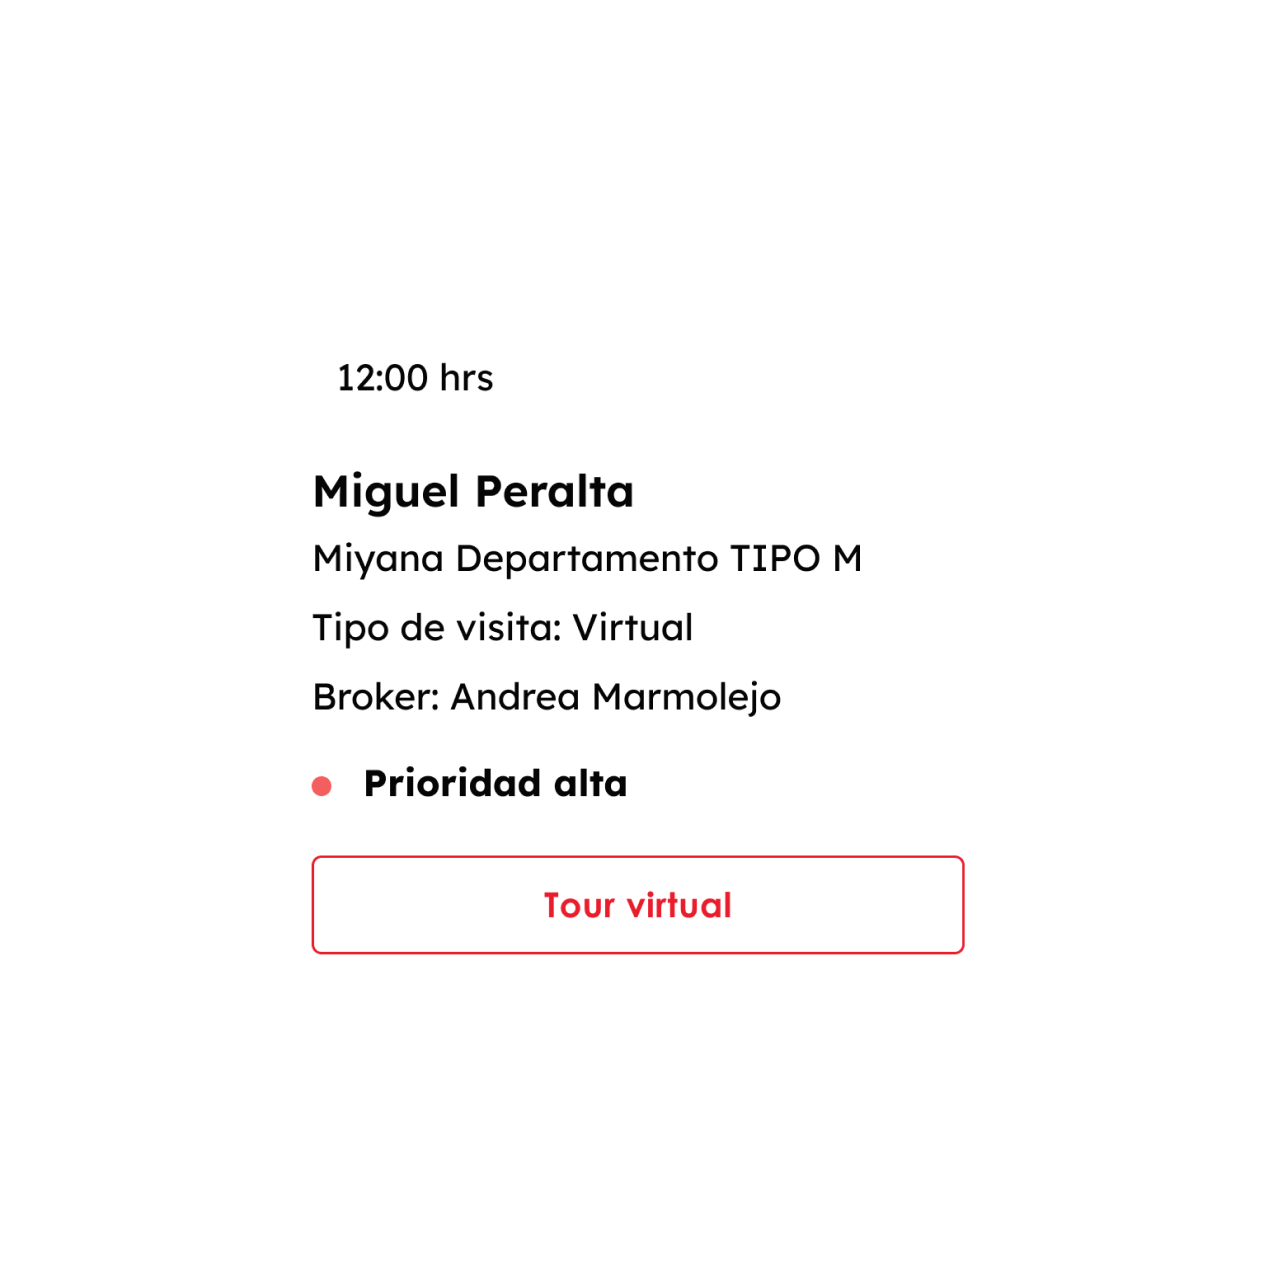 12:00 hrs
Miguel Peralta
Miyana Departamento TIPO M
Tipo de visita: Virtual
Broker: Andrea Marmolejo
Prioridad alta
Tour virtual